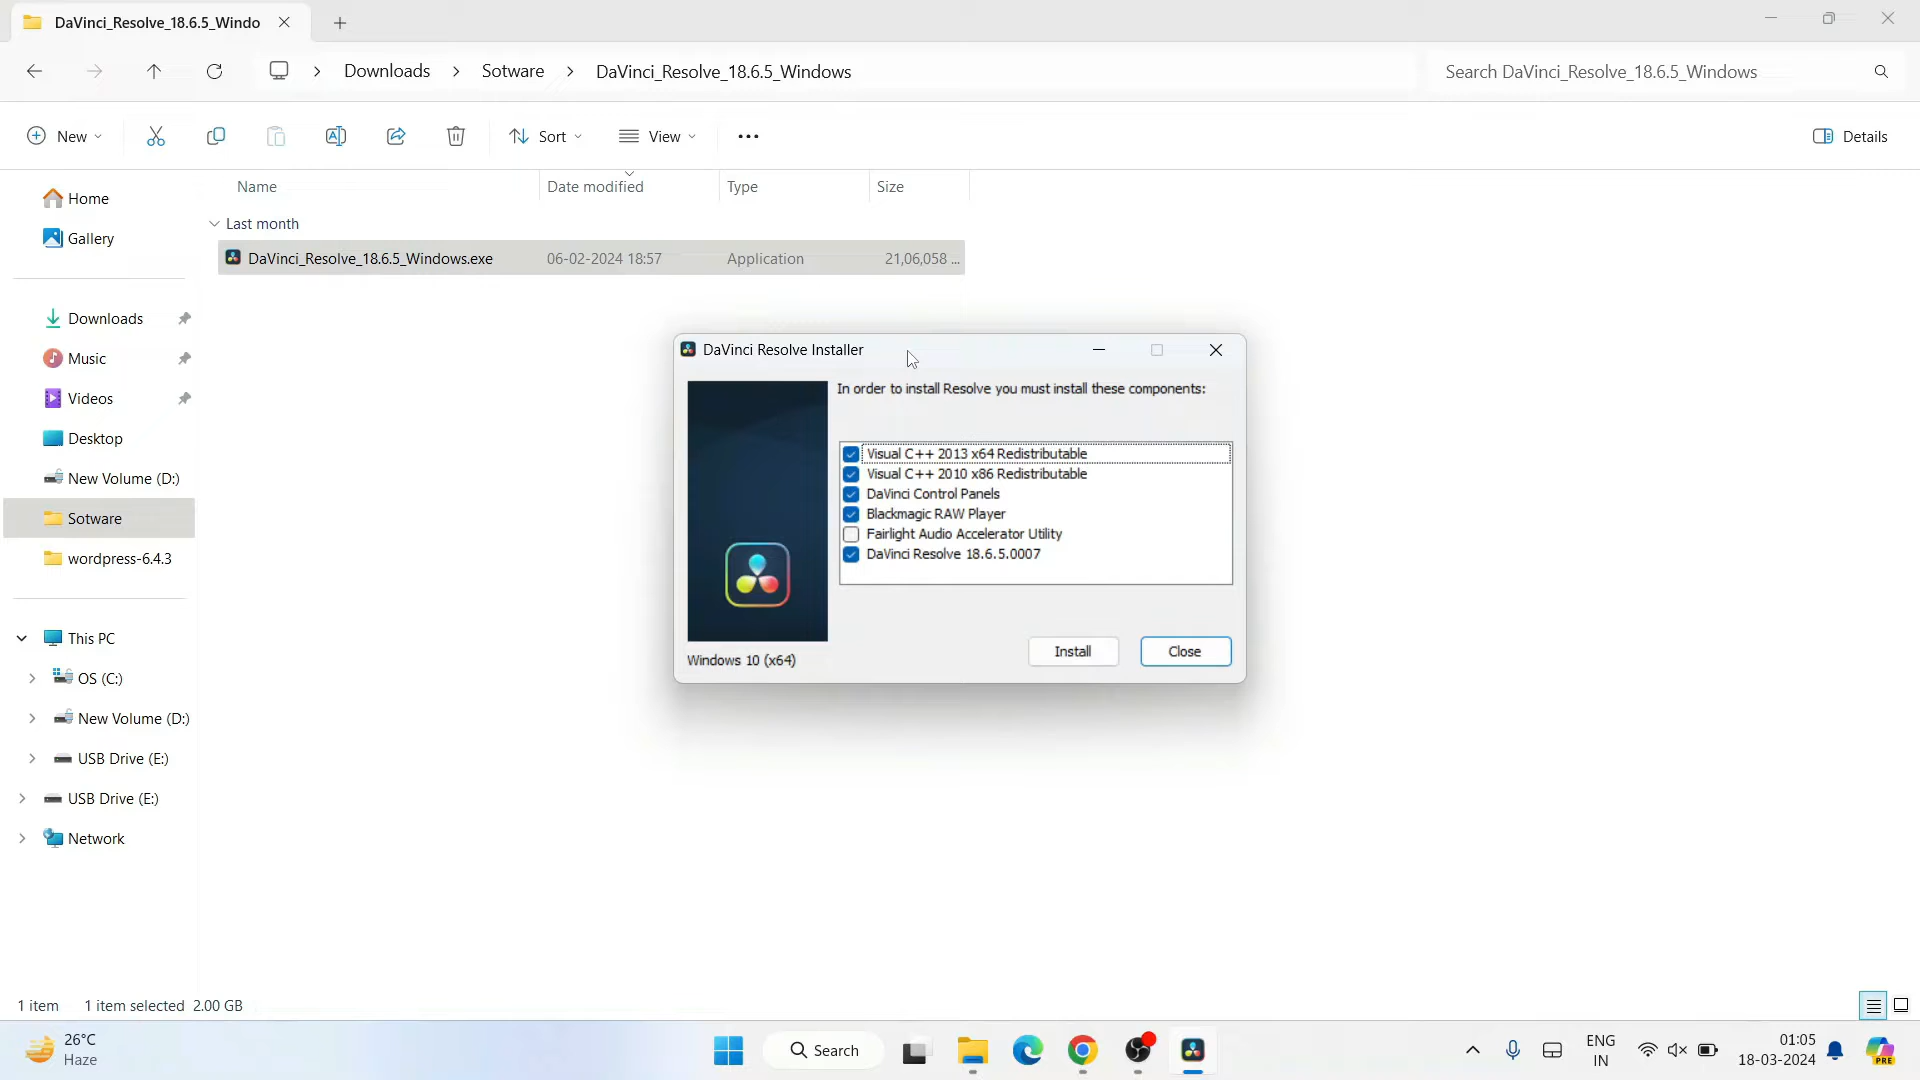 DaVinci_Resolve_18.6.5_Windo
Downloads
Sotware
DaVinci_Resolve_18.6.5_Windows
Search DaVinci_Resolve_18.6.5_Windows
New
Sort
View
Details
Name
Date modified
Type
Size
Last month
DaVinci_Resolve_18.6.5_Windows.exe
06-02-2024 18:57
Application
21,06,058 ...
Home
Gallery
Downloads
Music
Videos
Desktop
New Volume (D:)
Sotware
wordpress-6.4.3
This PC
OS (C:)
New Volume (D:)
USB Drive (E:)
USB Drive (E:)
Network
DaVinci Resolve Installer
In order to install Resolve you must install these components:
Visual C++ 2013 x64 Redistributable
Visual C++ 2010 x86 Redistributable
DaVinci Control Panels
Blackmagic RAW Player
Fairlight Audio Accelerator Utility
DaVinci Resolve 18.6.5.0007
Windows 10 (x64)
Install
Close
1 item
1 item selected 2.00 GB
26°C
Haze
Search
ENG
IN
01:05
18-03-2024
PRE